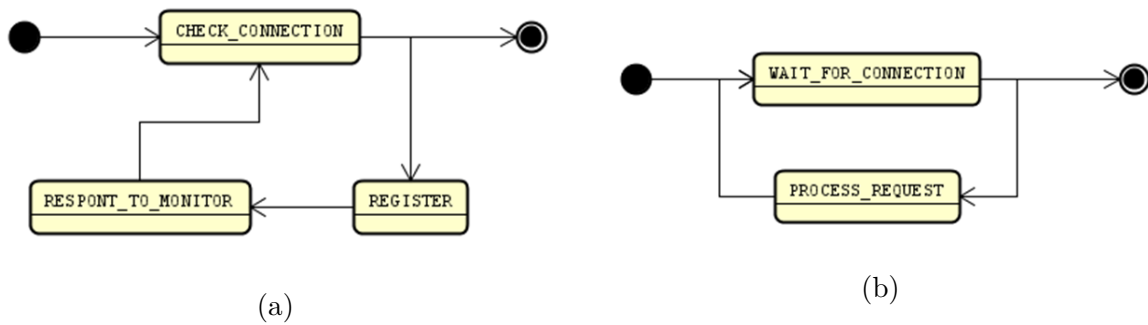 CHECK_CONNECTION
RESPONT_TO_MONITOR
REGISTER
(a)
WAIT_FOR_CONNECTION
PROCESS_REQUEST
(b)